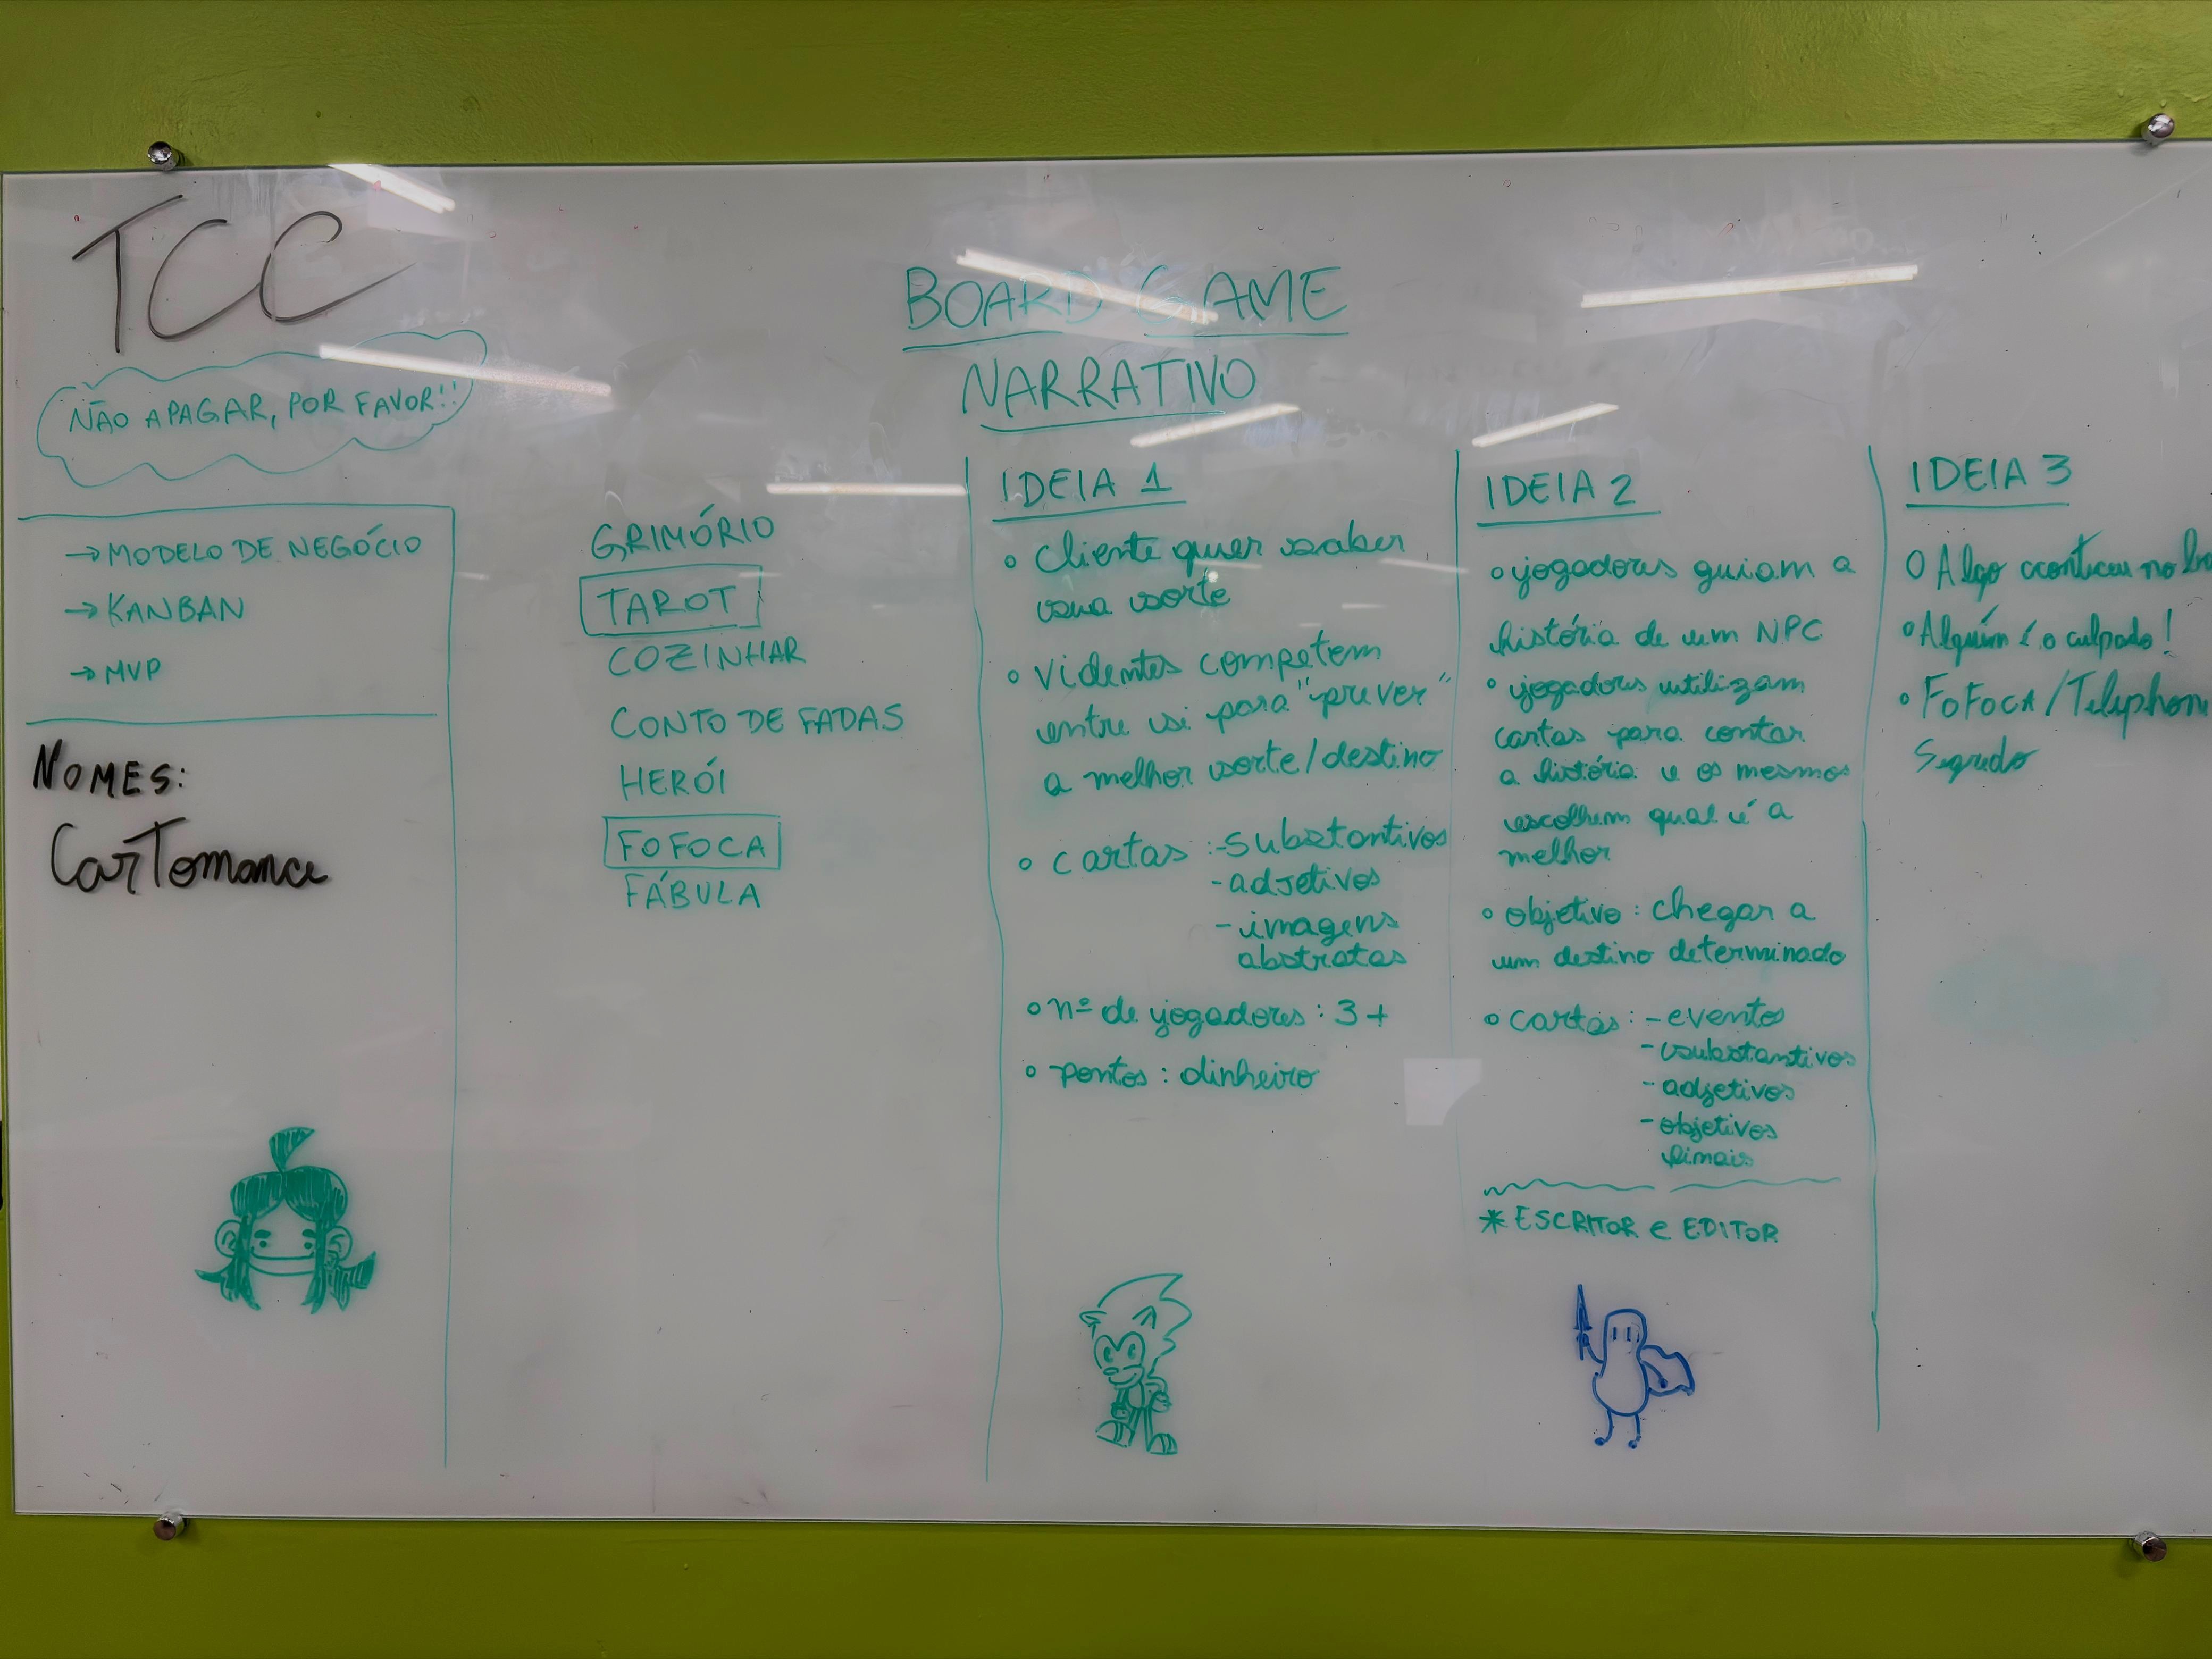 TCC
NÃO APAGAR, POR FAVOR!!
→ MODELO DE NEGÓCIO
→ KANBAN
→ MVP
NOMES:
CarTomance
BOARD GAME
NARRATIVO
GRIMÓRIO
TAROT
COZINHAR
CONTO DE FADAS
HERÓI
FOFOCA
FÁBULA
IDEIA 1
• Cliente quer saber
sua sorte
• Videntes competem
entre si para "prever"
a melhor sorte/destino
• cartas: -substantivos
- adjetivos
- imagens
abstratas
• nº de jogadores: 3+
• pontos: dinheiro
IDEIA 2
• jogadores guiam a
história de um NPC
• jogadores utilizam
cartas para contar
a história e os mesmos
escolhem qual é a
melhor
• objetivo: chegar a
um destino determinado
• cartas: - eventos
- substantivos
- adjetivos
- objetivos
finais
* ESCRITOR e EDITOR
IDEIA 3
• Algo aconteceu no
• Alguém é o culpado!
• FOFOCA/Telephon
Segredo